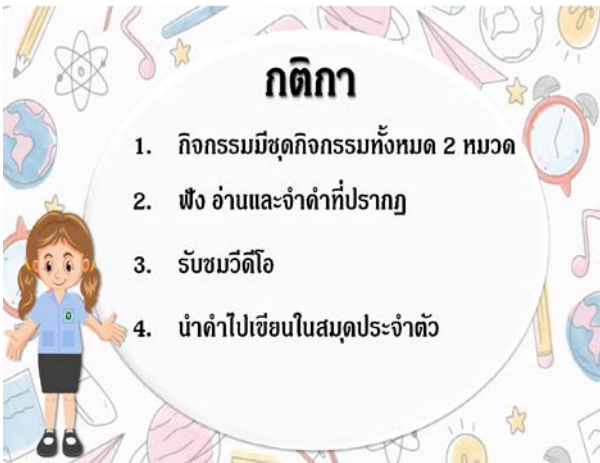 กติกา
1. กิจกรรมมีชุดกิจกรรมทั้งหมด 2 หมวด
2. ฟัง อ่านและจำคำที่ปรากฏ
3. รับชมวีดีโอ
4. นำคำไปเขียนในสมุดประจำตัว